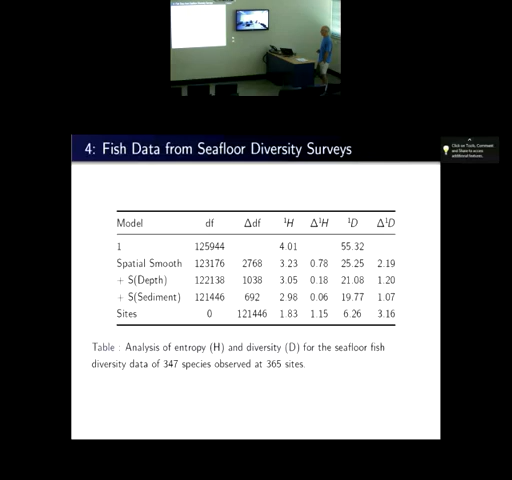 4: Fish Data from Seafloor Diversity Surveys
Click on Tools, Comment
and Share to access
additional features.
Model df Δdf ¹H Δ¹H ¹D Δ¹D
1 125944 4.01 55.32
Spatial Smooth 123176 2768 3.23 0.78 25.25 2.19
+ S(Depth) 122138 1038 3.05 0.18 21.08 1.20
+ S(Sediment) 121446 692 2.98 0.06 19.77 1.07
Sites 0 121446 1.83 1.15 6.26 3.16
Table : Analysis of entropy (H) and diversity (D) for the seafloor fish
diversity data of 347 species observed at 365 sites.